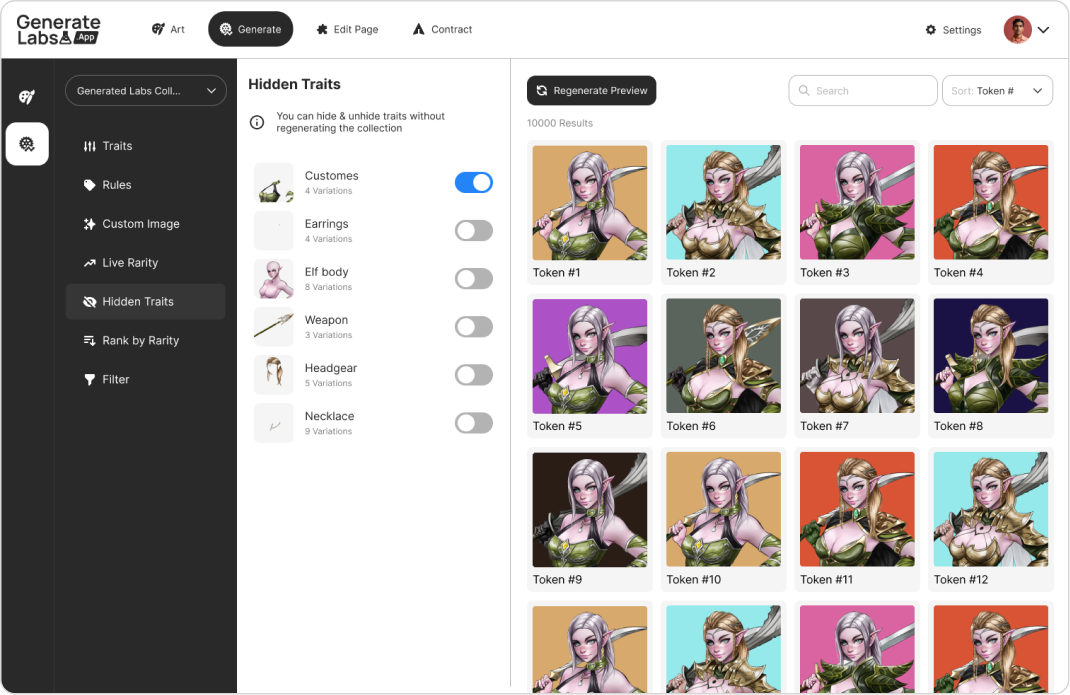 Generate
Labs App
Art
Generate
Edit Page
Contract
Settings
Generated Labs Coll...
Traits
Rules
Custom Image
Live Rarity
Hidden Traits
Rank by Rarity
Filter
Hidden Traits
You can hide & unhide traits without
regenerating the collection
Customes
4 Variations
Earrings
4 Variations
Elf body
8 Variations
Weapon
3 Variations
Headgear
5 Variations
Necklace
9 Variations
Regenerate Preview
Search
Sort: Token #
10000 Results
Token #1
Token #2
Token #3
Token #4
Token #5
Token #6
Token #7
Token #8
Token #9
Token #10
Token #11
Token #12